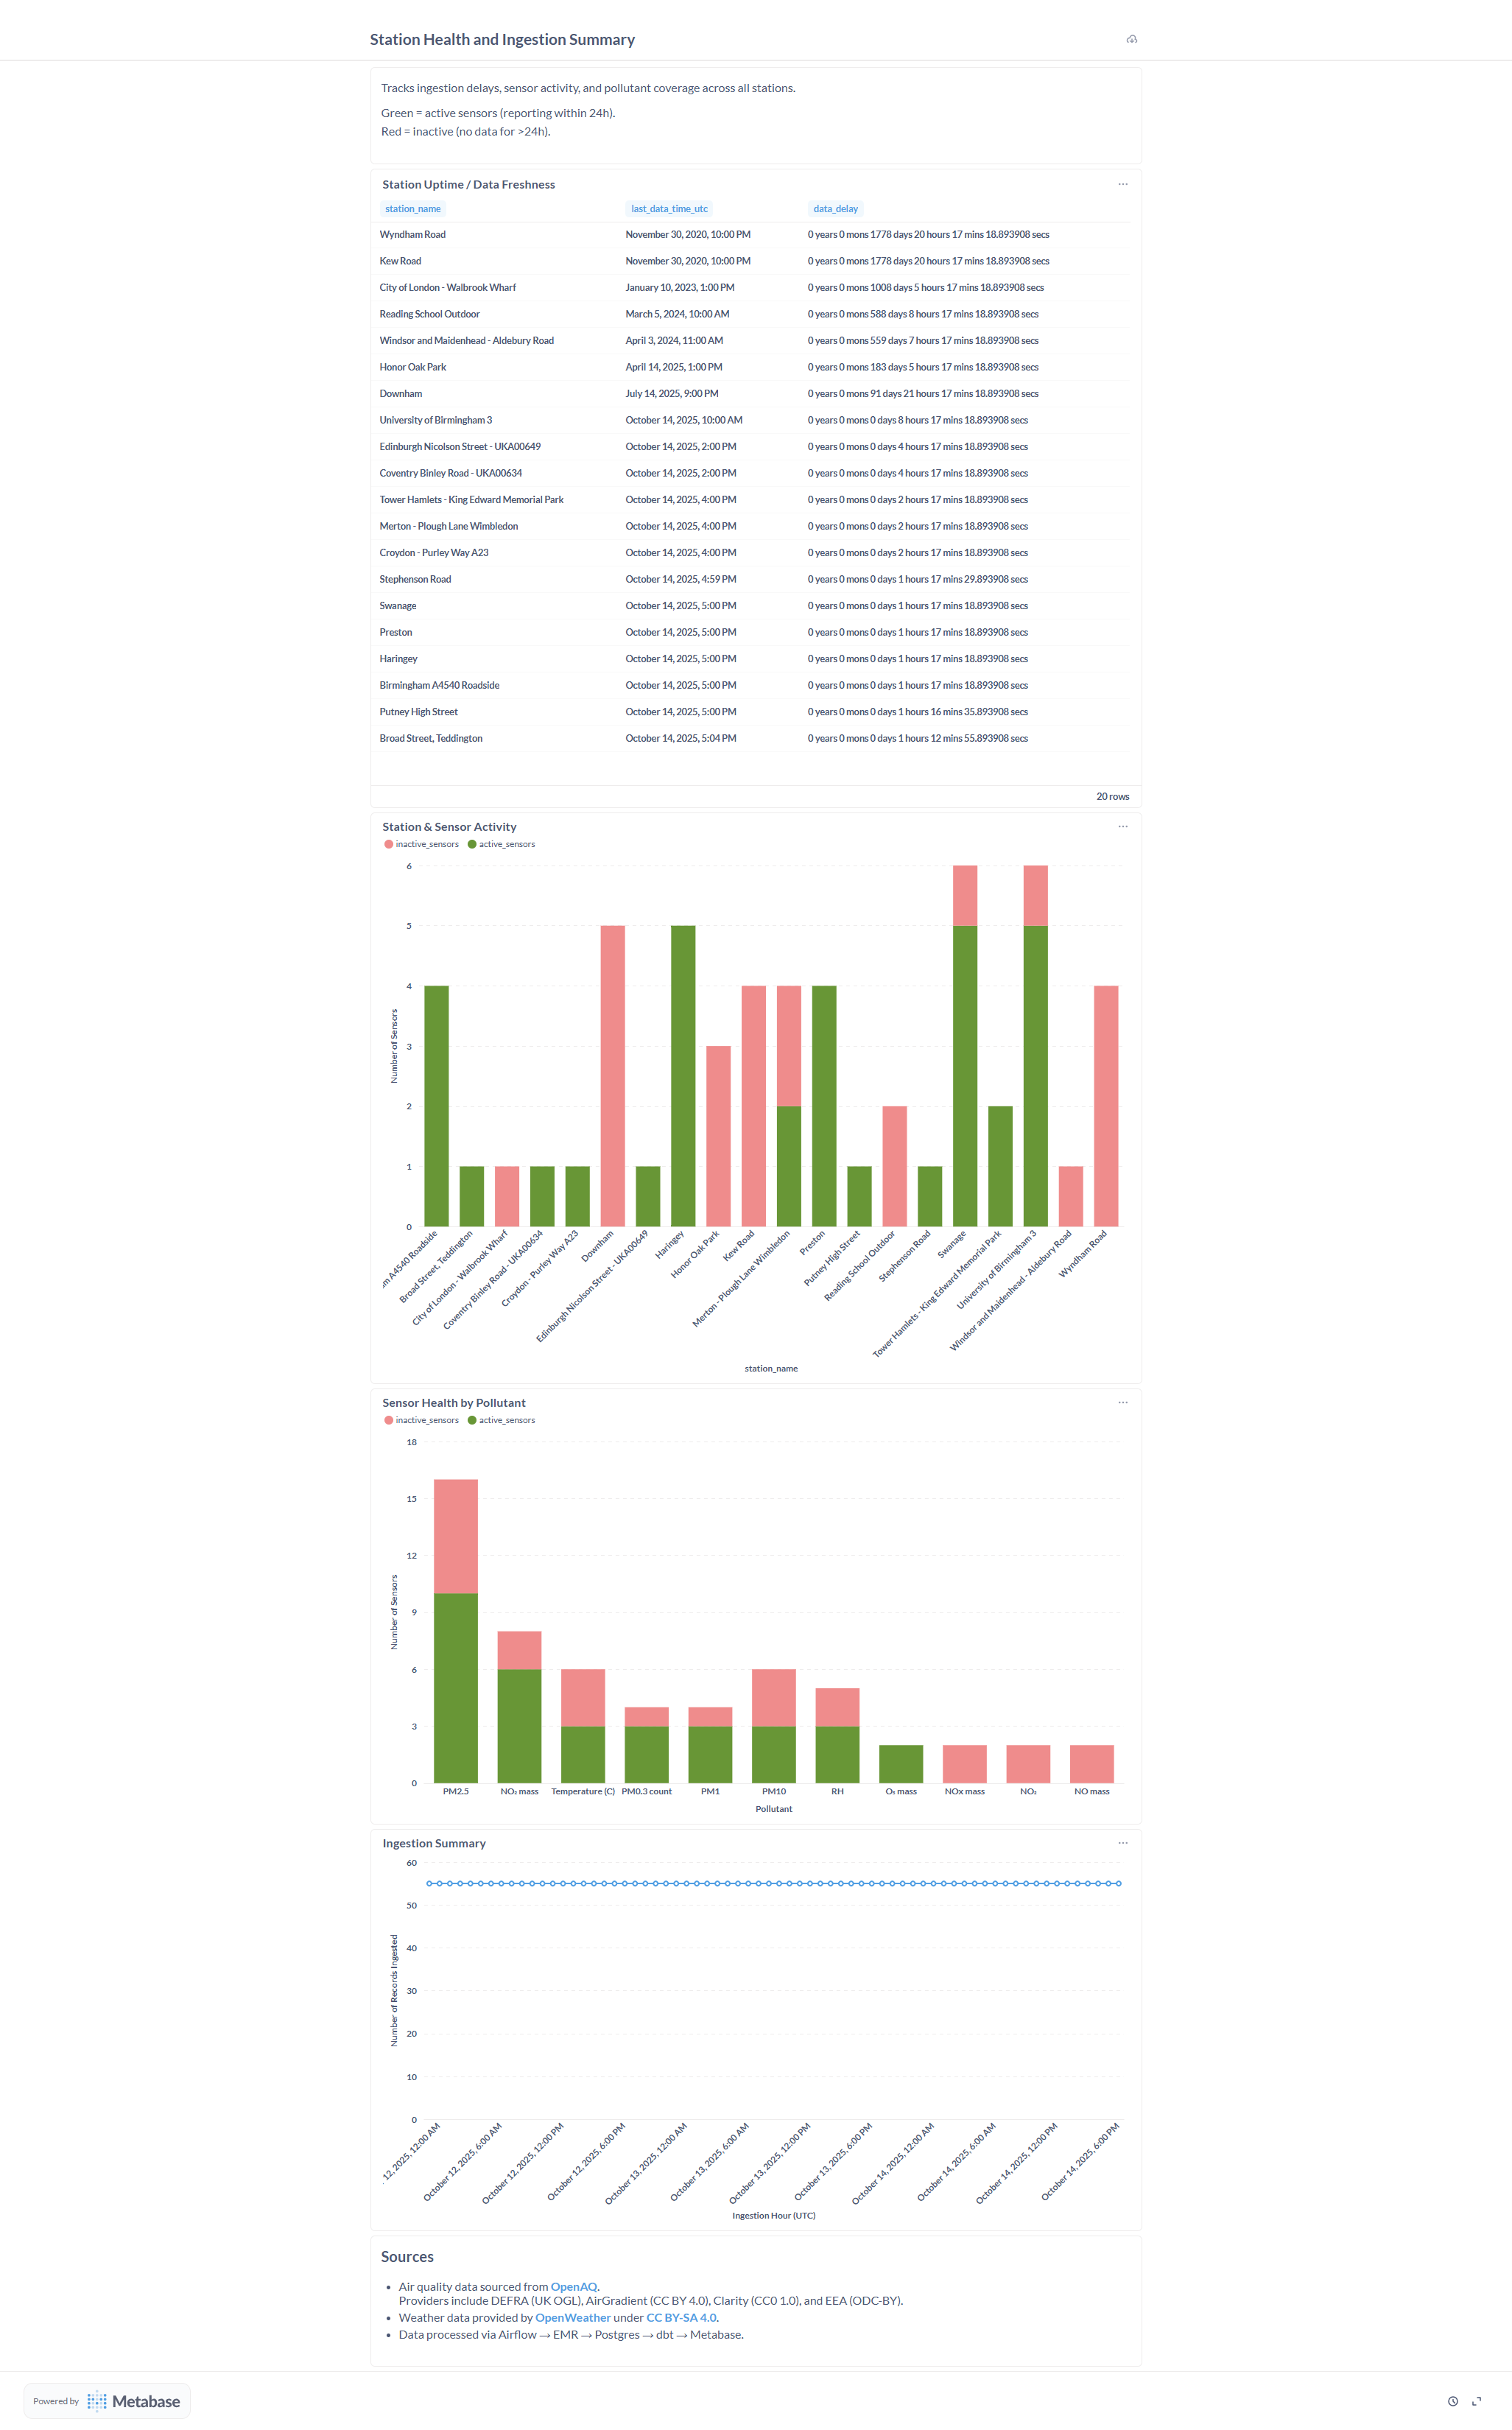 Station Health and Ingestion Summary
Tracks ingestion delays, sensor activity, and pollutant coverage across all stations.
Green = active sensors (reporting within 24h).
Red = inactive (no data for >24h).
Station Uptime / Data Freshness
station_name last_data_time_utc data_delay
Wyndham Road November 30, 2020, 10:00 PM 0 years 0 mons 1778 days 20 hours 17 mins 18.893908 secs
Kew Road November 30, 2020, 10:00 PM 0 years 0 mons 1778 days 20 hours 17 mins 18.893908 secs
City of London - Walbrook Wharf January 10, 2023, 1:00 PM 0 years 0 mons 1008 days 5 hours 17 mins 18.893908 secs
Reading School Outdoor March 5, 2024, 10:00 AM 0 years 0 mons 588 days 8 hours 17 mins 18.893908 secs
Windsor and Maidenhead - Aldebury Road April 3, 2024, 11:00 AM 0 years 0 mons 559 days 7 hours 17 mins 18.893908 secs
Honor Oak Park April 14, 2025, 1:00 PM 0 years 0 mons 183 days 5 hours 17 mins 18.893908 secs
Downham July 14, 2025, 9:00 PM 0 years 0 mons 91 days 21 hours 17 mins 18.893908 secs
University of Birmingham 3 October 14, 2025, 10:00 AM 0 years 0 mons 0 days 8 hours 17 mins 18.893908 secs
Edinburgh Nicolson Street - UKA00649 October 14, 2025, 2:00 PM 0 years 0 mons 0 days 4 hours 17 mins 18.893908 secs
Coventry Binley Road - UKA00634 October 14, 2025, 2:00 PM 0 years 0 mons 0 days 4 hours 17 mins 18.893908 secs
Tower Hamlets - King Edward Memorial Park October 14, 2025, 4:00 PM 0 years 0 mons 0 days 2 hours 17 mins 18.893908 secs
Merton - Plough Lane Wimbledon October 14, 2025, 4:00 PM 0 years 0 mons 0 days 2 hours 17 mins 18.893908 secs
Croydon - Purley Way A23 October 14, 2025, 4:00 PM 0 years 0 mons 0 days 2 hours 17 mins 18.893908 secs
Stephenson Road October 14, 2025, 4:59 PM 0 years 0 mons 0 days 1 hours 17 mins 29.893908 secs
Swanage October 14, 2025, 5:00 PM 0 years 0 mons 0 days 1 hours 17 mins 18.893908 secs
Preston October 14, 2025, 5:00 PM 0 years 0 mons 0 days 1 hours 17 mins 18.893908 secs
Haringey October 14, 2025, 5:00 PM 0 years 0 mons 0 days 1 hours 17 mins 18.893908 secs
Birmingham A4540 Roadside October 14, 2025, 5:00 PM 0 years 0 mons 0 days 1 hours 17 mins 18.893908 secs
Putney High Street October 14, 2025, 5:00 PM 0 years 0 mons 0 days 1 hours 16 mins 35.893908 secs
Broad Street, Teddington October 14, 2025, 5:04 PM 0 years 0 mons 0 days 1 hours 12 mins 55.893908 secs
20 rows
Station & Sensor Activity
inactive_sensors active_sensors
6
5
4
3
2
1
0
Number of Sensors
m A4540 Roadside
Broad Street, Teddington
City of London - Walbrook Wharf
Coventry Binley Road - UKA00634
Croydon - Purley Way A23
Downham
Edinburgh Nicolson Street - UKA00649
Haringey
Honor Oak Park
Kew Road
Merton - Plough Lane Wimbledon
Preston
Putney High Street
Reading School Outdoor
Stephenson Road
Swanage
Tower Hamlets - King Edward Memorial Park
University of Birmingham 3
Windsor and Maidenhead - Aldebury Road
Wyndham Road
station_name
Sensor Health by Pollutant
inactive_sensors active_sensors
18
15
12
9
6
3
0
Number of Sensors
PM2.5 NO₂ mass Temperature (C) PM0.3 count PM1 PM10 RH O₃ mass NOx mass NO₂ NO mass
Pollutant
Ingestion Summary
60
50
40
30
20
10
0
Number of Records Ingested
12, 2025, 12:00 AM
October 12, 2025, 6:00 AM
October 12, 2025, 12:00 PM
October 12, 2025, 6:00 PM
October 13, 2025, 12:00 AM
October 13, 2025, 6:00 AM
October 13, 2025, 12:00 PM
October 13, 2025, 6:00 PM
October 14, 2025, 12:00 AM
October 14, 2025, 6:00 AM
October 14, 2025, 12:00 PM
October 14, 2025, 6:00 PM
Ingestion Hour (UTC)
Sources
• Air quality data sourced from OpenAQ.
Providers include DEFRA (UK OGL), AirGradient (CC BY 4.0), Clarity (CC0 1.0), and EEA (ODC-BY).
• Weather data provided by OpenWeather under CC BY-SA 4.0.
• Data processed via Airflow → EMR → Postgres → dbt → Metabase.
Powered by Metabase